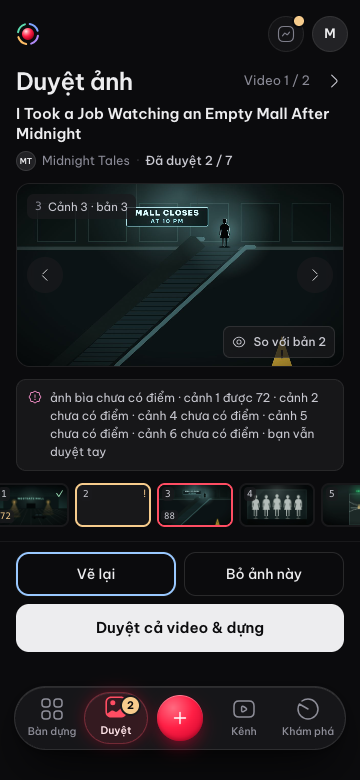 M
Duyệt ảnh
Video 1 / 2
I Took a Job Watching an Empty Mall After
Midnight
MT Midnight Tales · Đã duyệt 2 / 7
3 Cảnh 3 · bản 3
MALL CLOSES
AT 10 PM
So với bản 2
ảnh bìa chưa có điểm · cảnh 1 được 72 · cảnh 2
chưa có điểm · cảnh 4 chưa có điểm · cảnh 5
chưa có điểm · cảnh 6 chưa có điểm · bạn vẫn
duyệt tay
1 2 ! 3 4 5
72 88
Vẽ lại
Bỏ ảnh này
Duyệt cả video & dựng
2
Bàn dựng Duyệt Kênh Khám phá